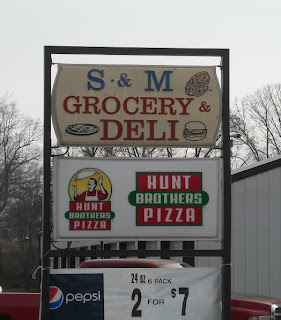 S & M
GROCERY &
DELI
HUNT
BROTHERS
PIZZA
HUNT
BROTHERS
PIZZA
pepsi
24 OZ 6 PACK
2 FOR $7